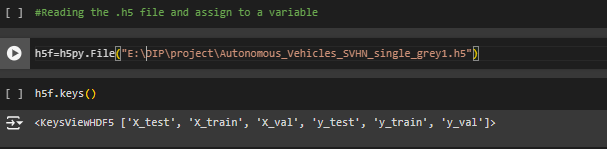 [ ] #Reading the .h5 file and assign to a variable
h5f=h5py.File("E:\DIP\project\Autonomous_Vehicles_SVHN_single_grey1.h5")
[ ] h5f.keys()
<KeysViewHDF5 ['X_test', 'X_train', 'X_val', 'y_test', 'y_train', 'y_val']>